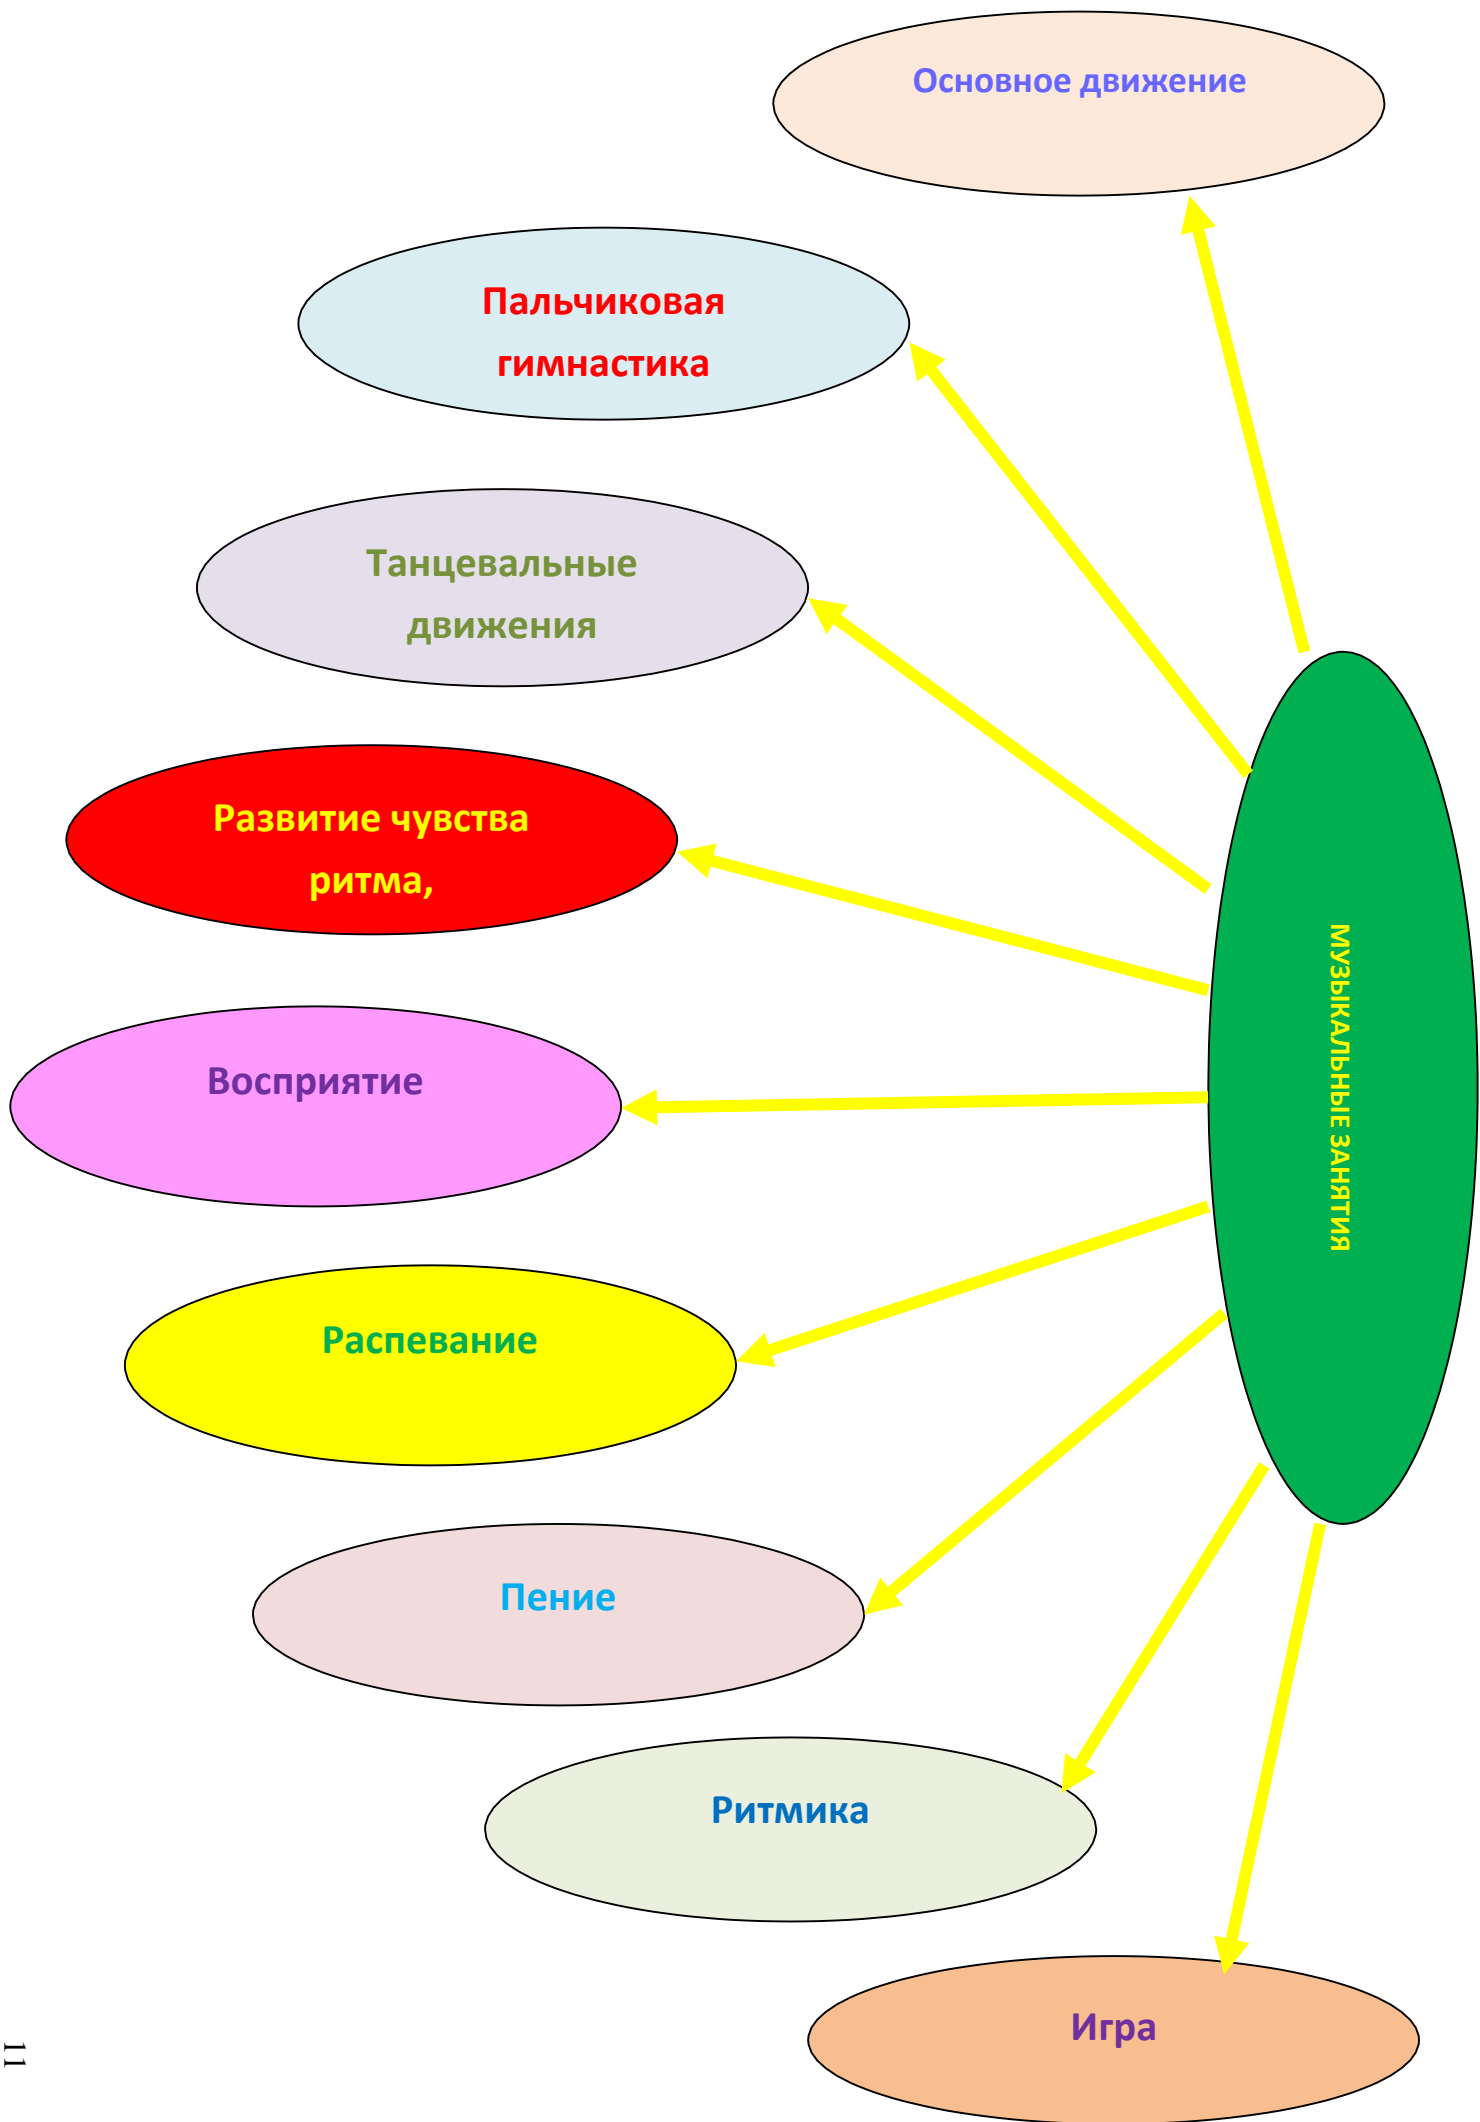 Основное движение
Пальчиковая
гимнастика
Танцевальные
движения
Развитие чувства
ритма,
МУЗЫКАЛЬНЫЕ ЗАНЯТИЯ
Восприятие
Распевание
Пение
Ритмика
Игра
11